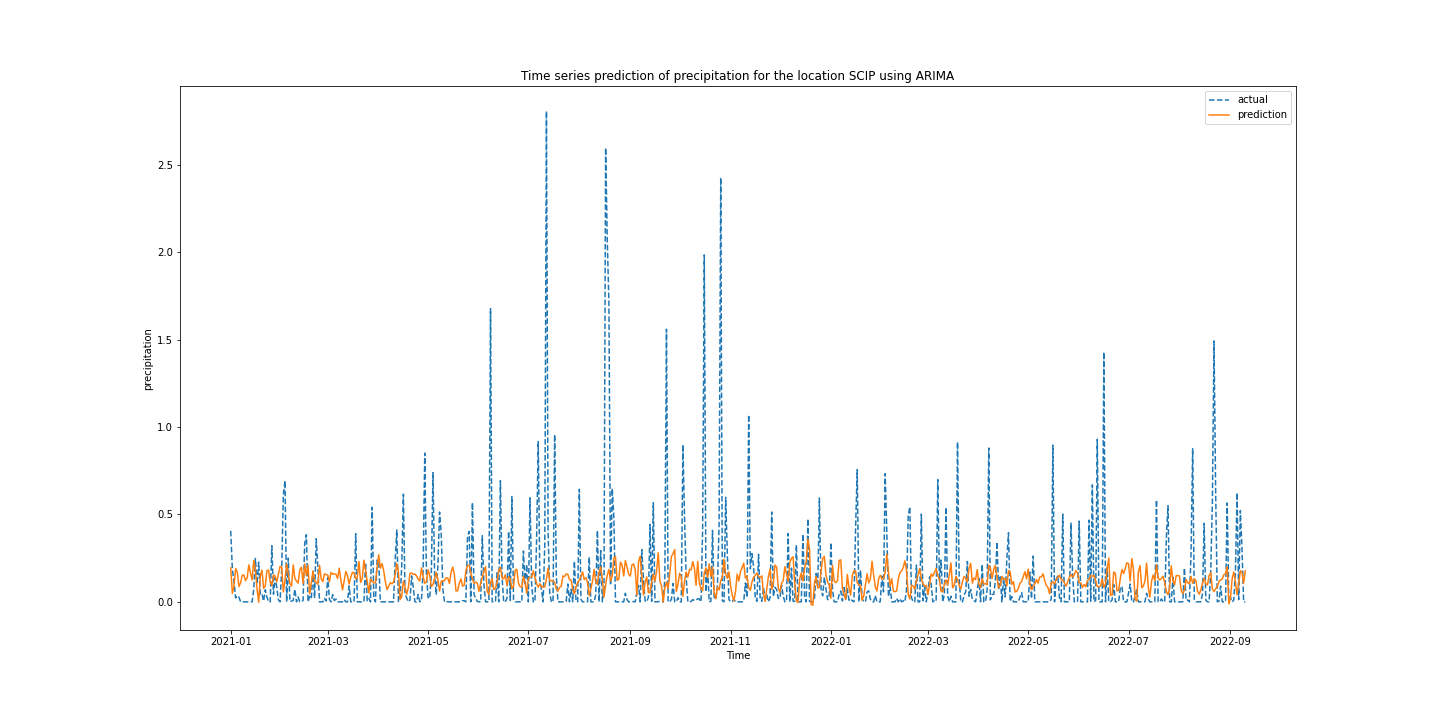 Time series prediction of precipitation for the location SCIP using ARIMA
actual
prediction
precipitation
2.5
2.0
1.5
1.0
0.5
0.0
2021-01 2021-03 2021-05 2021-07 2021-09 2021-11 2022-01 2022-03 2022-05 2022-07 2022-09
Time